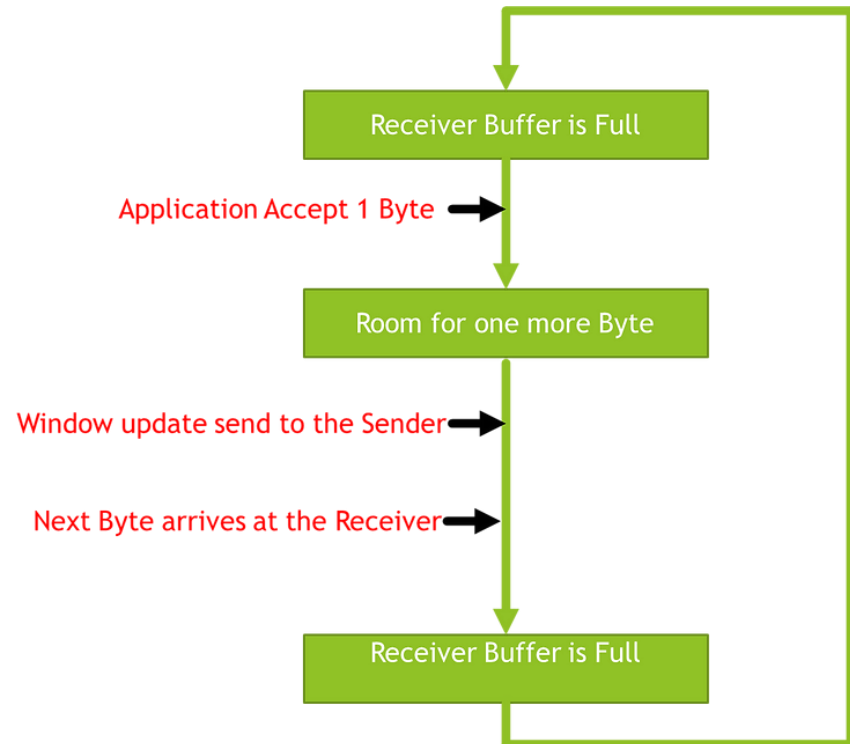 Receiver Buffer is Full
Application Accept 1 Byte
Room for one more Byte
Window update send to the Sender
Next Byte arrives at the Receiver
Receiver Buffer is Full